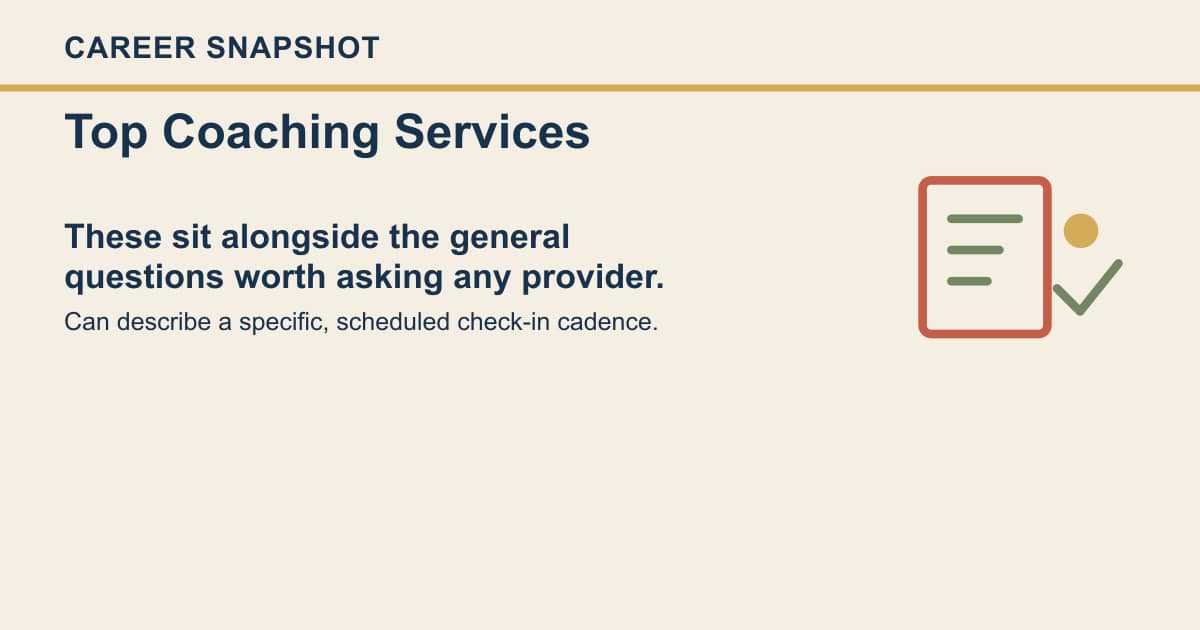 CAREER SNAPSHOT
Top Coaching Services
These sit alongside the general
questions worth asking any provider.
Can describe a specific, scheduled check-in cadence.